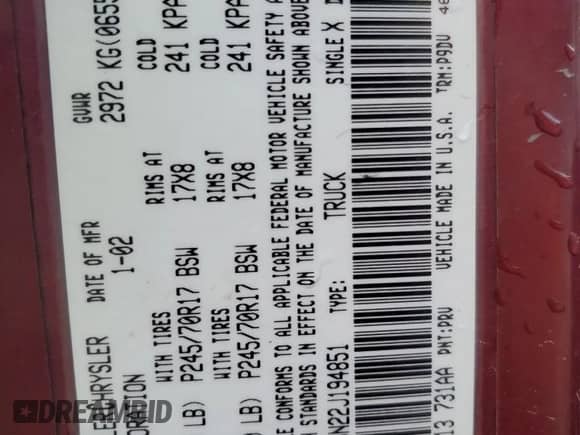 CHRYSLER DATE OF MFR GVWR
ORATION 1-02 2972 KG(0655
WITH TIRES RIMS AT COLD
LB) P245/70R17 BSW 17X8 241 KPA
WITH TIRES RIMS AT COLD
LB) P245/70R17 BSW 17X8 241 KPA
E CONFORMS TO ALL APPLICABLE FEDERAL MOTOR VEHICLE SAFETY A
N STANDARDS IN EFFECT ON THE DATE OF MANUFACTURE SHOWN ABOVE
N22J194851 TYPE: TRUCK SINGLE X D
13 731AA PNT:PRV VEHICLE MADE IN U.S.A. TRM:P9DV 48
DREAMBID